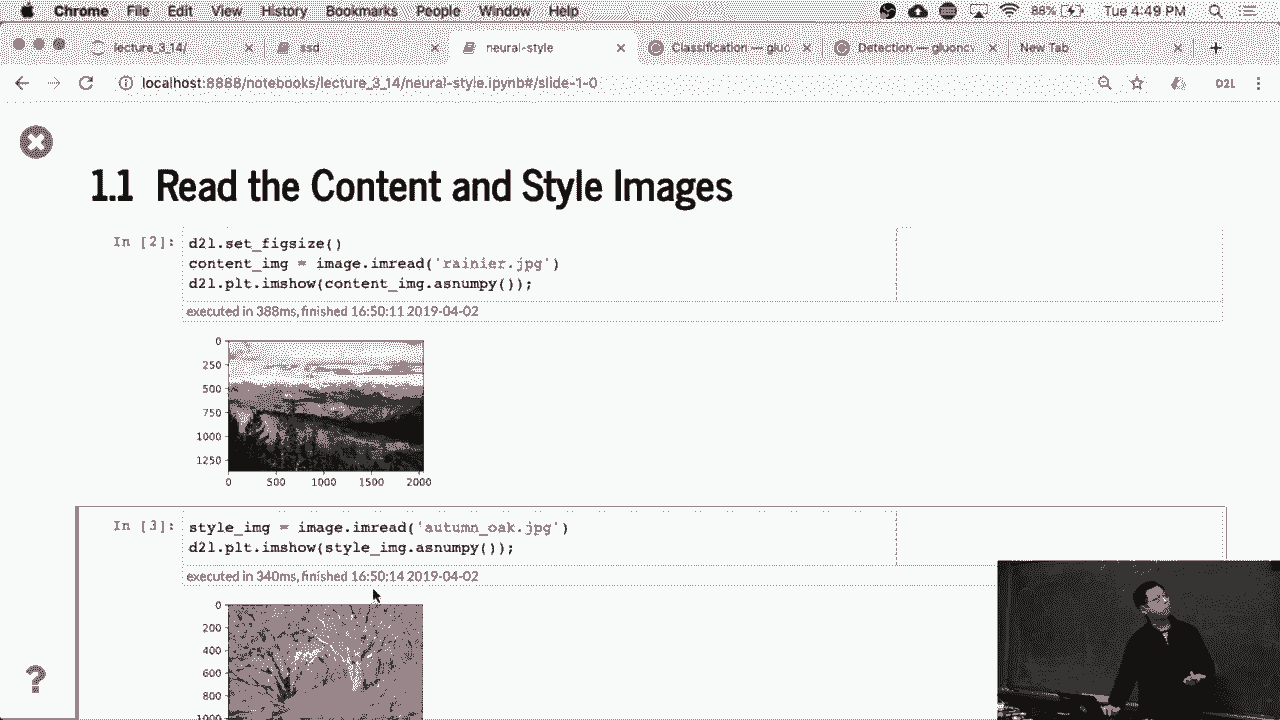 Chrome File Edit View History Bookmarks People Window Help 88% Tue 4:49 PM
lecture_3_14/ ssd neural-style Classification — gluo Detection — gluoncv New Tab
localhost:8888/notebooks/lecture_3_14/neural-style.ipynb#/slide-1-0 D2L
1.1 Read the Content and Style Images
In [2]: d2l.set_figsize()
content_img = image.imread('rainier.jpg')
d2l.plt.imshow(content_img.asnumpy());
executed in 388ms, finished 16:50:11 2019-04-02
0
250
500
750
1000
1250
0 500 1000 1500 2000
In [3]: style_img = image.imread('autumn_oak.jpg')
d2l.plt.imshow(style_img.asnumpy());
executed in 340ms, finished 16:50:14 2019-04-02
0
200
400
600
800
1000
?